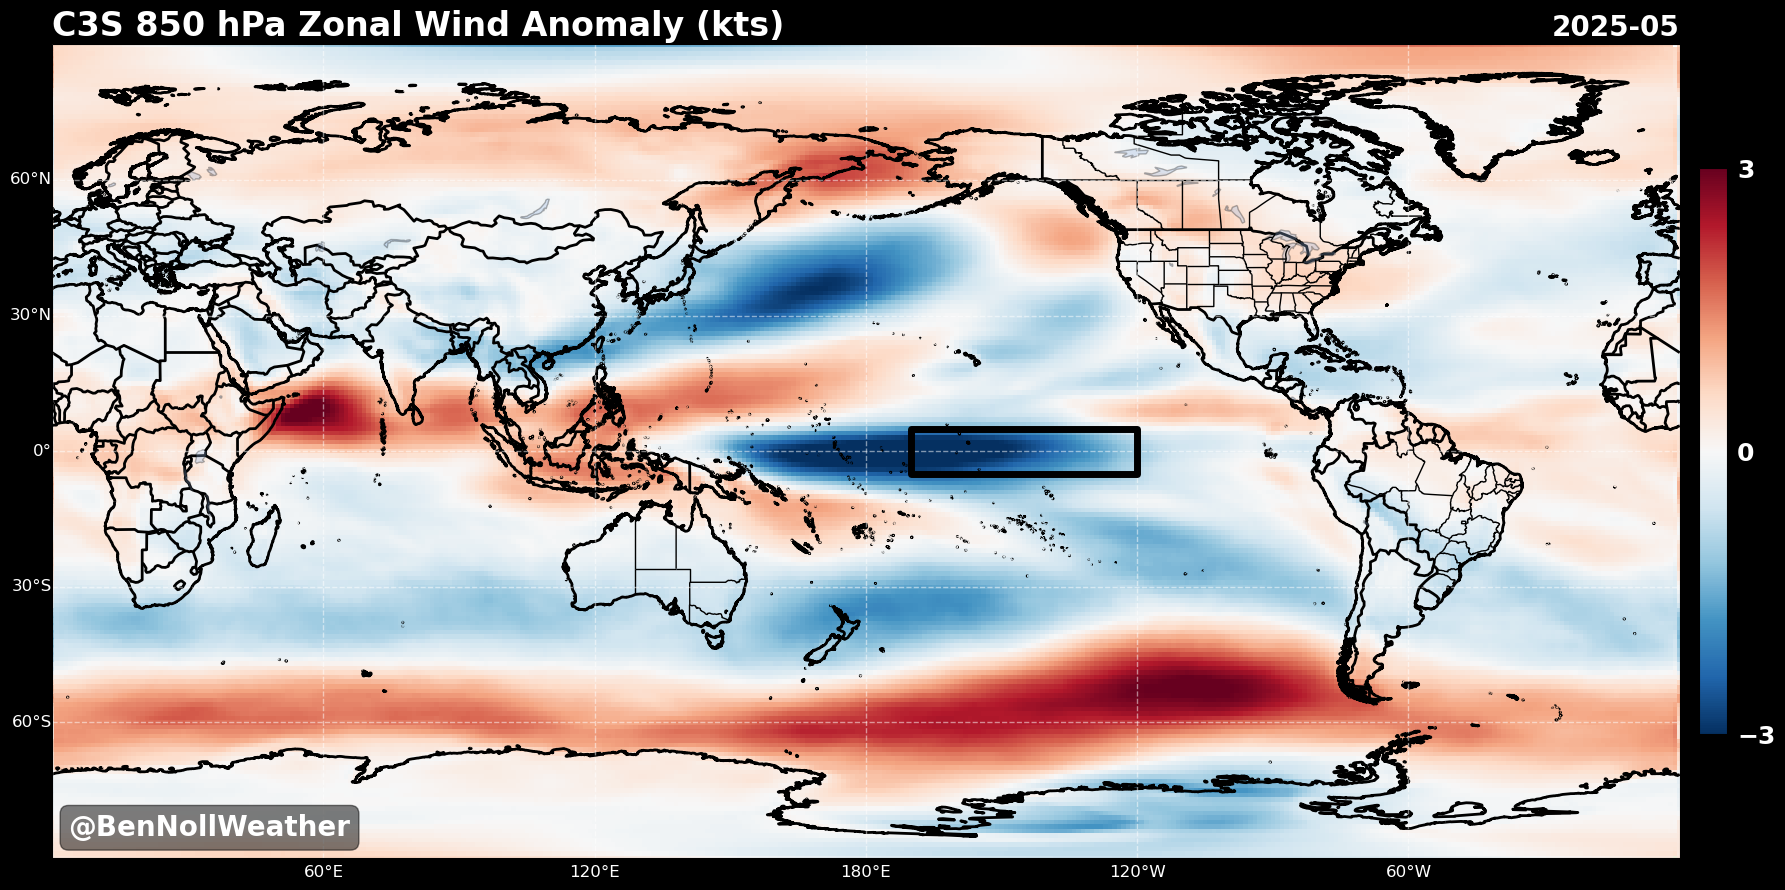 C3S 850 hPa Zonal Wind Anomaly (kts)
2025-05
60°N
30°N
0°
30°S
60°S
3
0
−3
@BenNollWeather
60°E
120°E
180°E
120°W
60°W